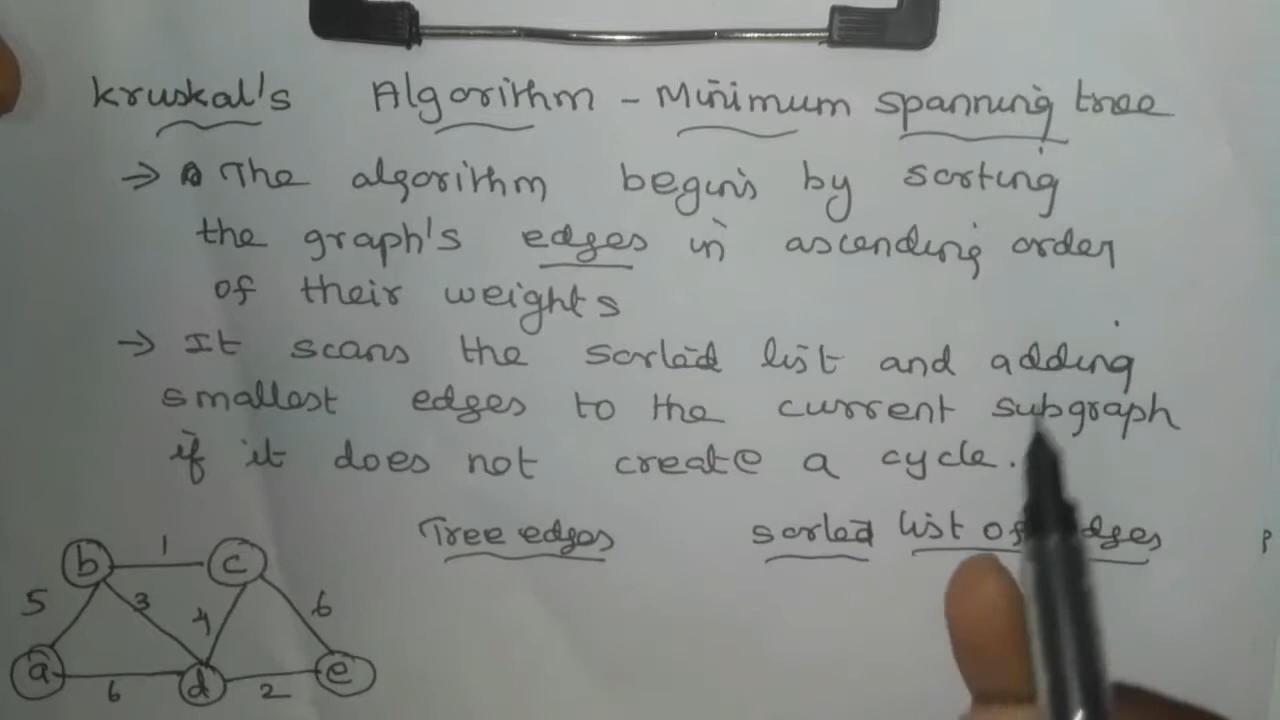 Kruskal's Algorithm - Minimum spanning tree
→ The algorithm begins by sorting
the graph's edges in ascending order
of their weights
→ It scans the sorted list and adding
smallest edges to the current subgraph
if it does not create a cycle.
Tree edges sorted list of edges
b 1 c
5 3 4 6
a 6 d 2 e